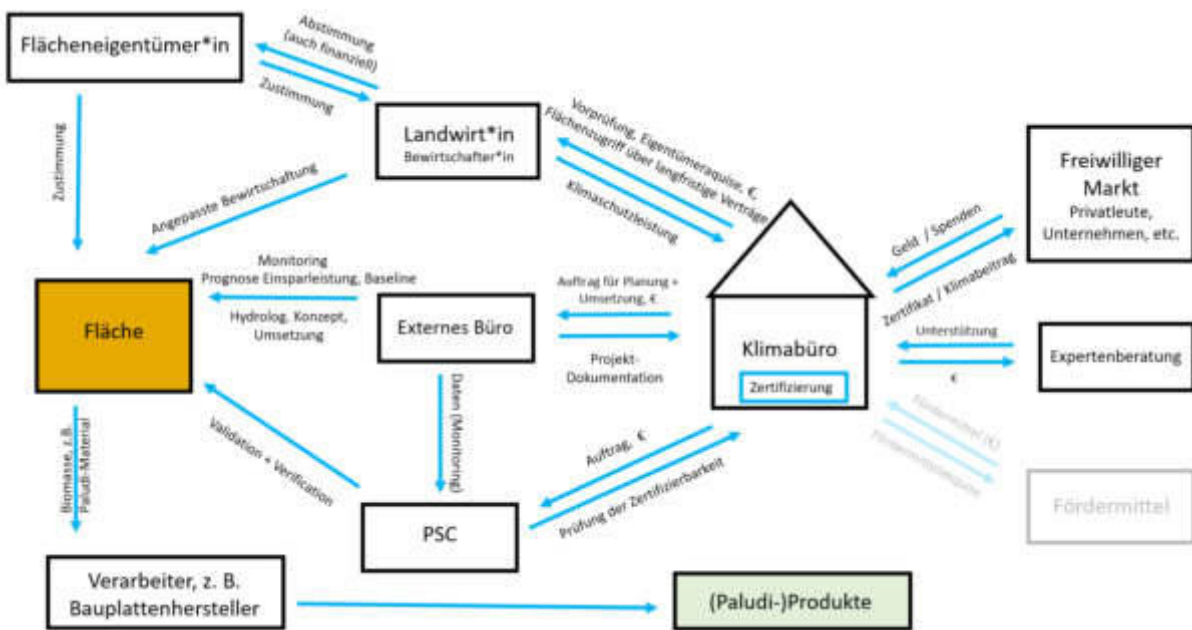 Flächeneigentümer*in
Abstimmung
(auch finanziell)
Zustimmung
Landwirt*in
Bewirtschafter*in
Vorprüfung, Eigentümeraquise, €,
Flächenzugriff über langfristige Verträge
Klimaschutzleistung
Freiwilliger
Markt
Privatleute,
Unternehmen, etc.
Zustimmung
Angepasste Bewirtschaftung
Geld / Spenden
Zertifikat / Klimabeitrag
Monitoring
Prognose Einsparleistung, Baseline
Hydrolog. Konzept,
Umsetzung
Auftrag für Planung +
Umsetzung, €
Fläche
Externes Büro
Projekt-
Dokumentation
Klimabüro
Zertifizierung
Unterstützung
€
Expertenberatung
Biomasse, z.B.
Paludi-Material
Validation + Verification
Daten (Monitoring)
Auftrag, €
Prüfung der Zertifizierbarkeit
Fördermittel (€)
Fördermittel
PSC
Verarbeiter, z. B.
Bauplattenhersteller
(Paludi-)Produkte